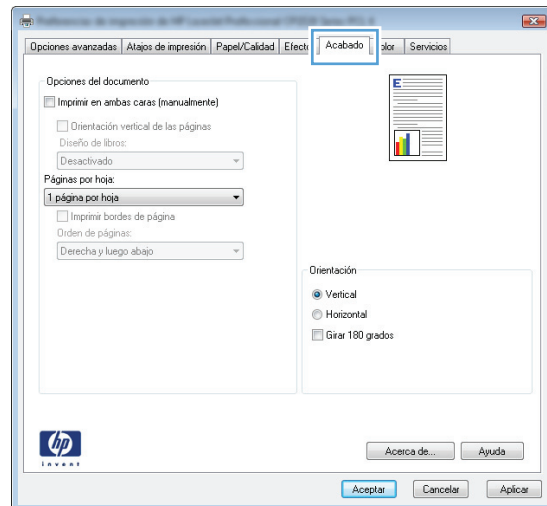 Opciones avanzadas Atajos de impresión Papel/Calidad Efecto Acabado olor Servicios
Opciones del documento
Imprimir en ambas caras (manualmente)
Orientación vertical de las páginas
Diseño de libros:
Desactivado
Páginas por hoja:
1 página por hoja
Imprimir bordes de página
Orden de páginas:
Derecha y luego abajo
E
Orientación
Vertical
Horizontal
Girar 180 grados
hp
invent
Acerca de... Ayuda
Aceptar Cancelar Aplicar